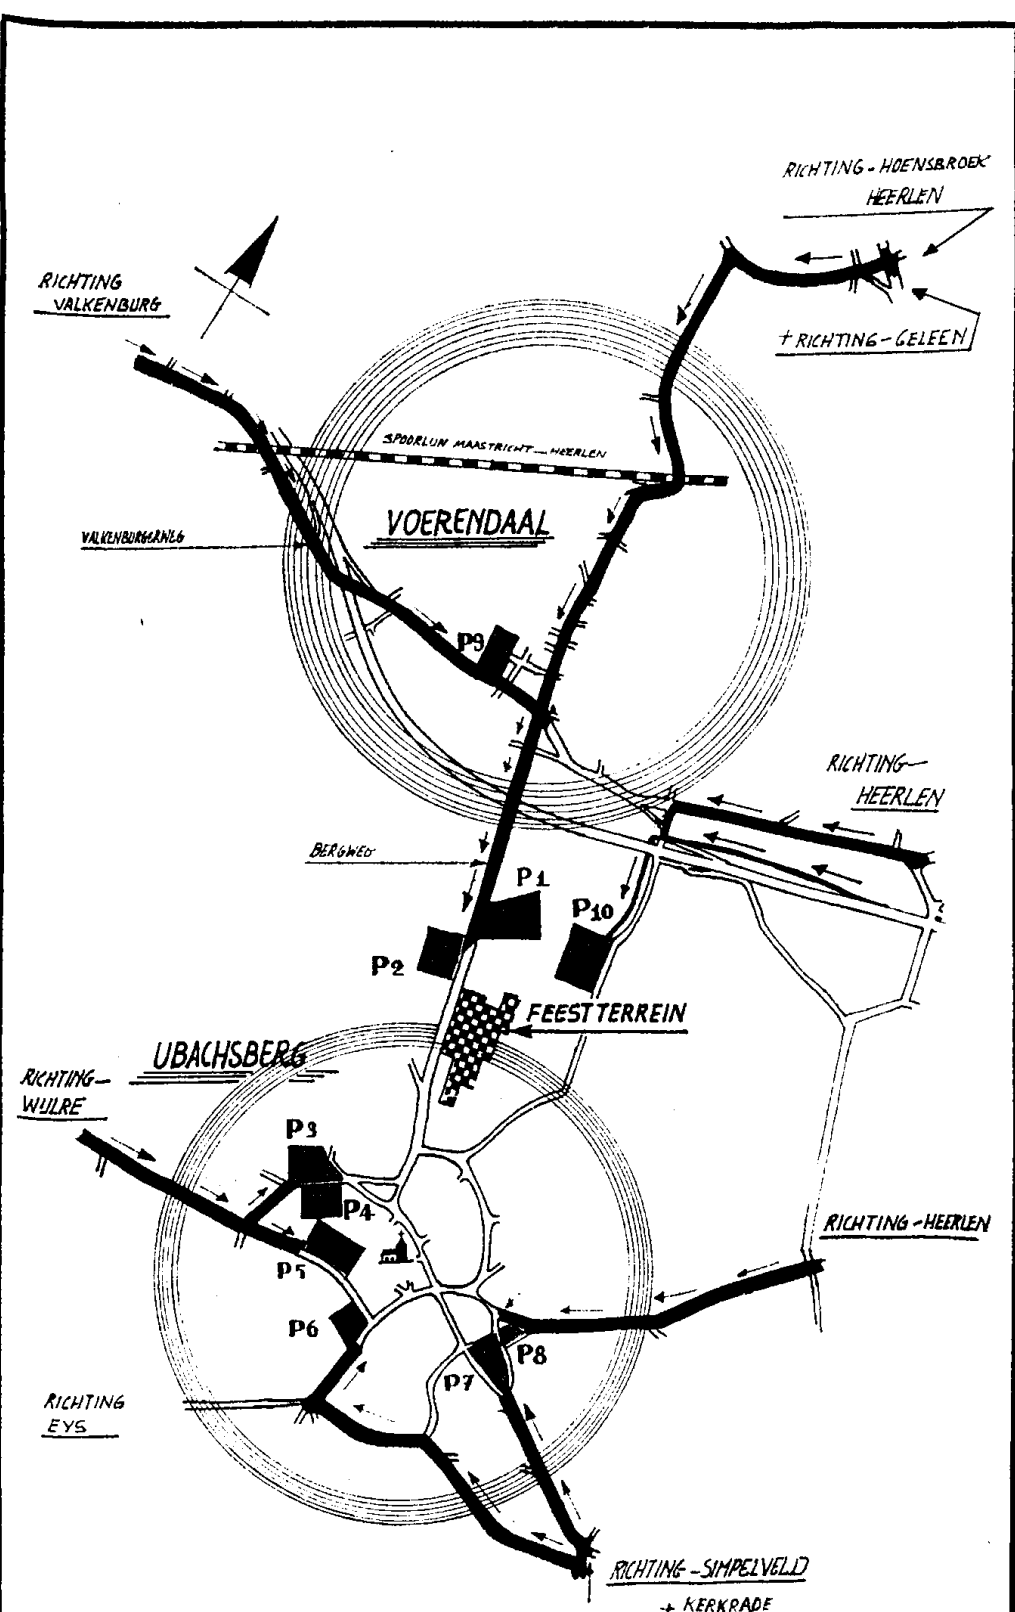 RICHTING - HOENSBROEK
HEERLEN
RICHTING
VALKENBURG
+ RICHTING - GELEEN
SPOORLIJN MAASTRICHT - HEERLEN
VOERENDAAL
VALKENBURGERWEG
P9
RICHTING -
HEERLEN
BERGWEG
P1
P10
P2
FEESTTERREIN
UBACHSBERG
RICHTING -
WIJLRE
P3
P4
RICHTING - HEERLEN
P5
P6
P8
P7
RICHTING
EYS
RICHTING - SIMPELVELD
+ KERKRADE